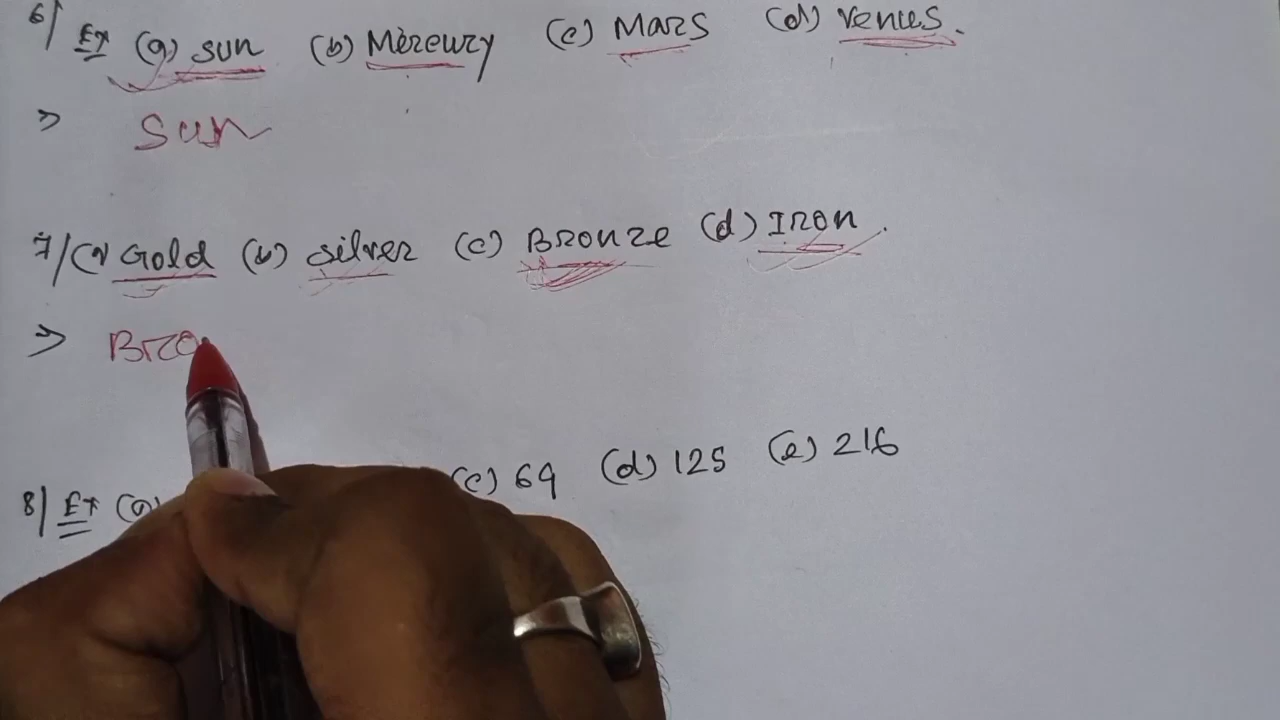 6/ Ex (a) sun (b) Mercury (c) Mars (d) Venus.
⇒ Sun
7/ (a) Gold (b) silver (c) Bronze (d) Iron.
⇒ Bro
8/ Ex (a) (c) 64 (d) 125 (e) 216